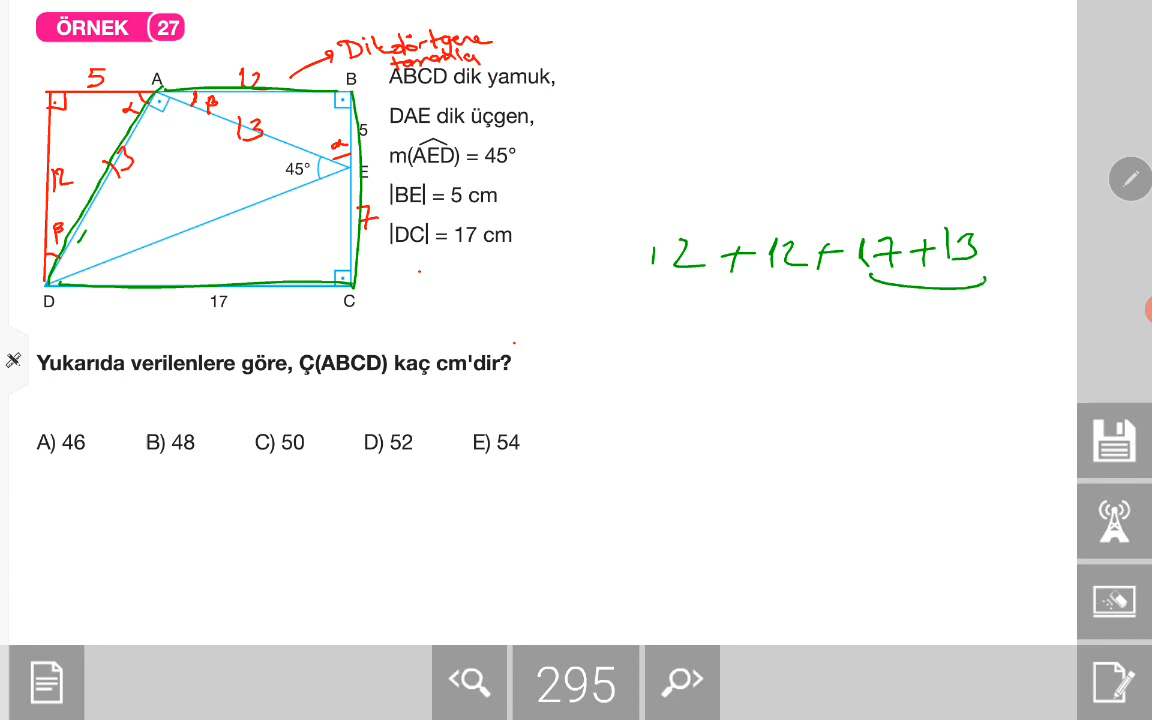 ÖRNEK 27
Dikdörtgene
tamamla
5
A
12
B
ABCD dik yamuk,
α
β
13
5
DAE dik üçgen,
α
m(AED) = 45°
13
45°
E
12
|BE| = 5 cm
7
β
|DC| = 17 cm
12 + 12 + 17 + 13
D
17
C
Yukarıda verilenlere göre, Ç(ABCD) kaç cm'dir?
A) 46 B) 48 C) 50 D) 52 E) 54
295